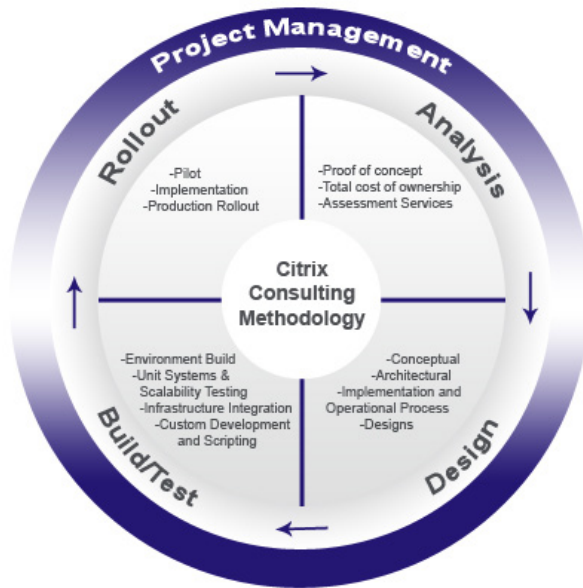 Project Management
Rollout
Analysis
-Pilot
-Implementation
-Production Rollout
-Proof of concept
-Total cost of ownership
-Assessment Services
Citrix
Consulting
Methodology
-Environment Build
-Unit Systems &
Scalability Testing
-Infrastructure Integration
-Custom Development
and Scripting
-Conceptual
-Architectural
-Implementation and
Operational Process
-Designs
Build/Test
Design